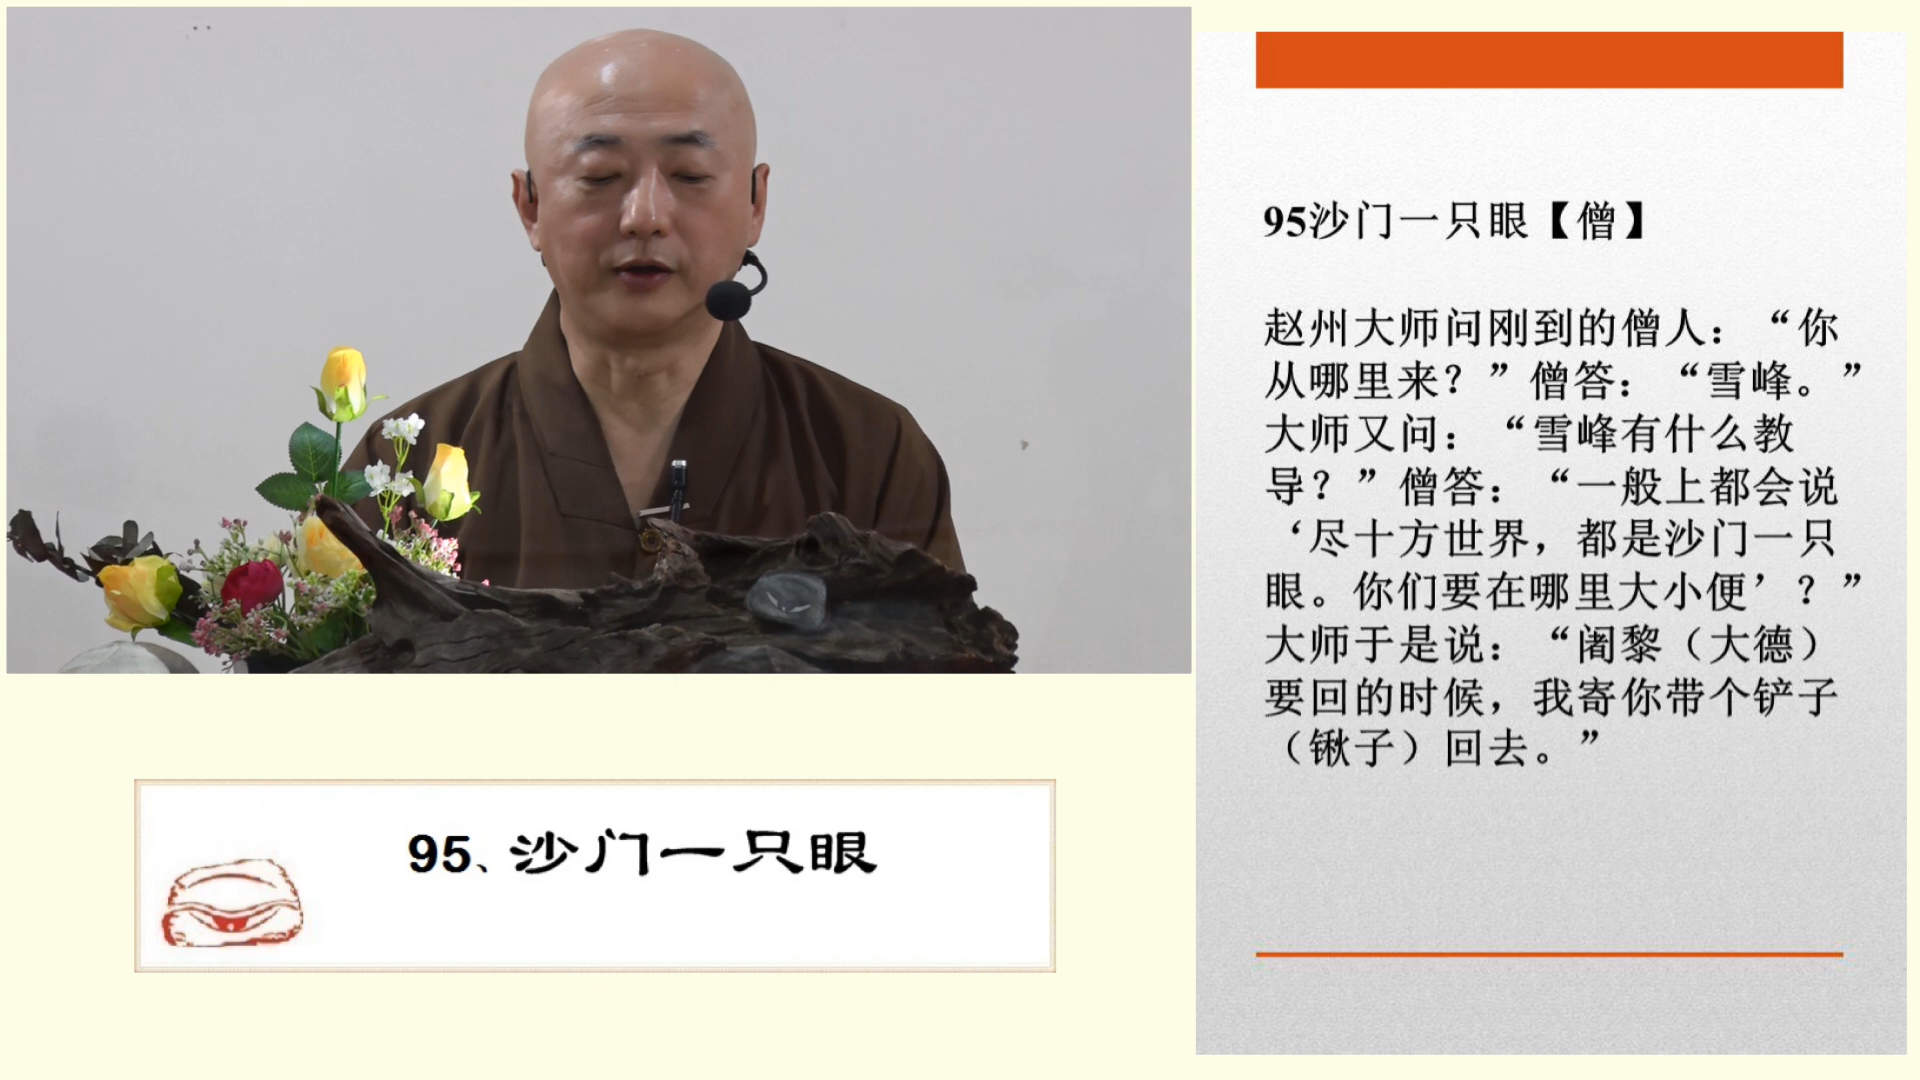 95沙门一只眼【僧】
赵州大师问刚到的僧人：“你
从哪里来？”僧答：“雪峰。”
大师又问：“雪峰有什么教
导？”僧答：“一般上都会说
‘尽十方世界，都是沙门一只
眼。你们要在哪里大小便’？”
大师于是说：“阇黎（大德）
要回的时候，我寄你带个铲子
（锹子）回去。”
95、沙门一只眼